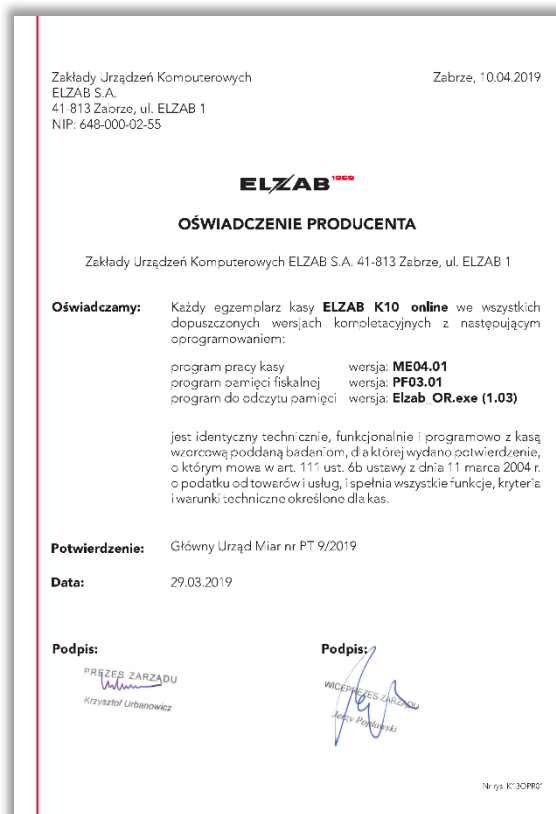 Zakłady Urządzeń Komputerowych
ELZAB S.A.
41-813 Zabrze, ul. ELZAB 1
NIP: 648-000-02-55
Zabrze, 10.04.2019
ELZAB 1969
OŚWIADCZENIE PRODUCENTA
Zakłady Urządzeń Komputerowych ELZAB S.A. 41-813 Zabrze, ul. ELZAB 1
Oświadczamy: Każdy egzemplarz kasy ELZAB K10 online we wszystkich
dopuszczonych wersjach kompletacyjnych z następującym
oprogramowaniem:
program pracy kasy wersja: ME04.01
program pamięci fiskalnej wersja: PF03.01
program do odczytu pamięci wersja: Elzab_OR.exe (1.03)
jest identyczny technicznie, funkcjonalnie i programowo z kasą
wzorcową poddaną badaniom, dla której wydano potwierdzenie,
o którym mowa w art. 111 ust. 6b ustawy z dnia 11 marca 2004 r.
o podatku od towarów i usług, i spełnia wszystkie funkcje, kryteria
i warunki techniczne określone dla kas.
Potwierdzenie: Główny Urząd Miar nr PT 9/2019
Data: 29.03.2019
Podpis:
PREZES ZARZĄDU
Krzysztof Urbanowicz
Podpis:
WICEPREZES ZARZĄDU
Jerzy Popławski
Nr rys.